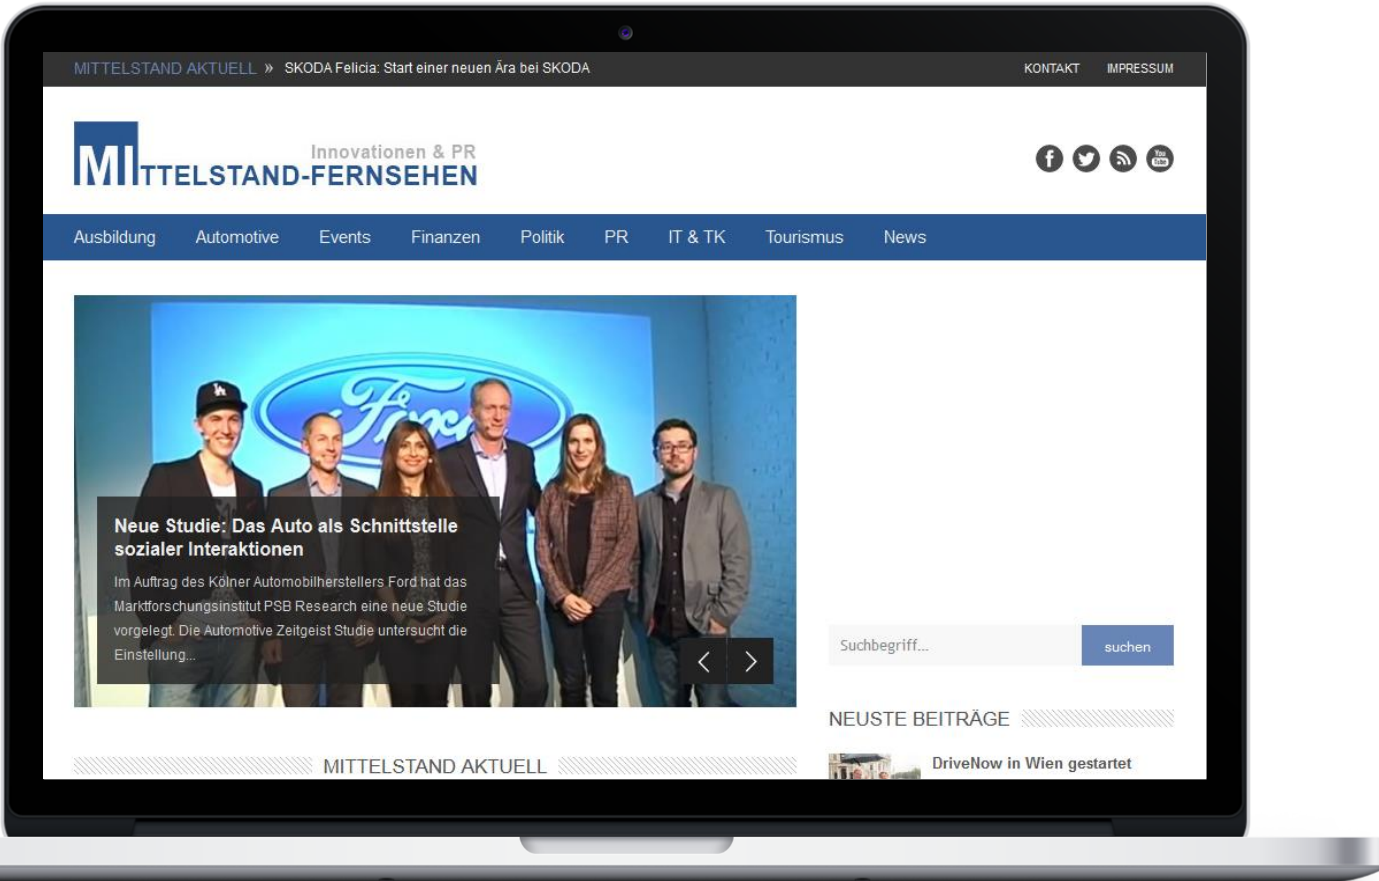 MITTELSTAND AKTUELL » SKODA Felicia: Start einer neuen Ära bei SKODA
KONTAKT IMPRESSUM
Innovationen & PR
MITTELSTAND-FERNSEHEN
You
Tube
Ausbildung Automotive Events Finanzen Politik PR IT & TK Tourismus News
Ford
Neue Studie: Das Auto als Schnittstelle
sozialer Interaktionen
Im Auftrag des Kölner Automobilherstellers Ford hat das
Marktforschungsinstitut PSB Research eine neue Studie
vorgelegt. Die Automotive Zeitgeist Studie untersucht die
Einstellung...
Suchbegriff... suchen
NEUSTE BEITRÄGE
MITTELSTAND AKTUELL
DriveNow in Wien gestartet